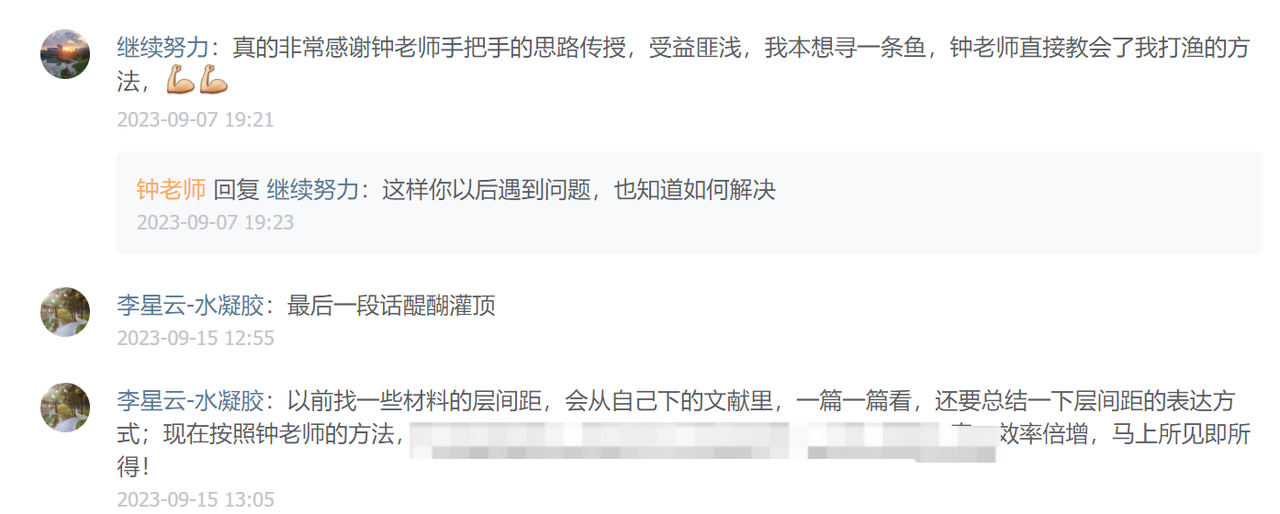 继续努力：真的非常感谢钟老师手把手的思路传授，受益匪浅，我本想寻一条鱼，钟老师直接教会了我打渔的方
法，💪💪
2023-09-07 19:21
钟老师 回复 继续努力：这样你以后遇到问题，也知道如何解决
2023-09-07 19:23
李星云-水凝胶：最后一段话醍醐灌顶
2023-09-15 12:55
李星云-水凝胶：以前找一些材料的层间距，会从自己下的文献里，一篇一篇看，还要总结一下层间距的表达方
式；现在按照钟老师的方法，效率倍增，马上所见即所
得！
2023-09-15 13:05